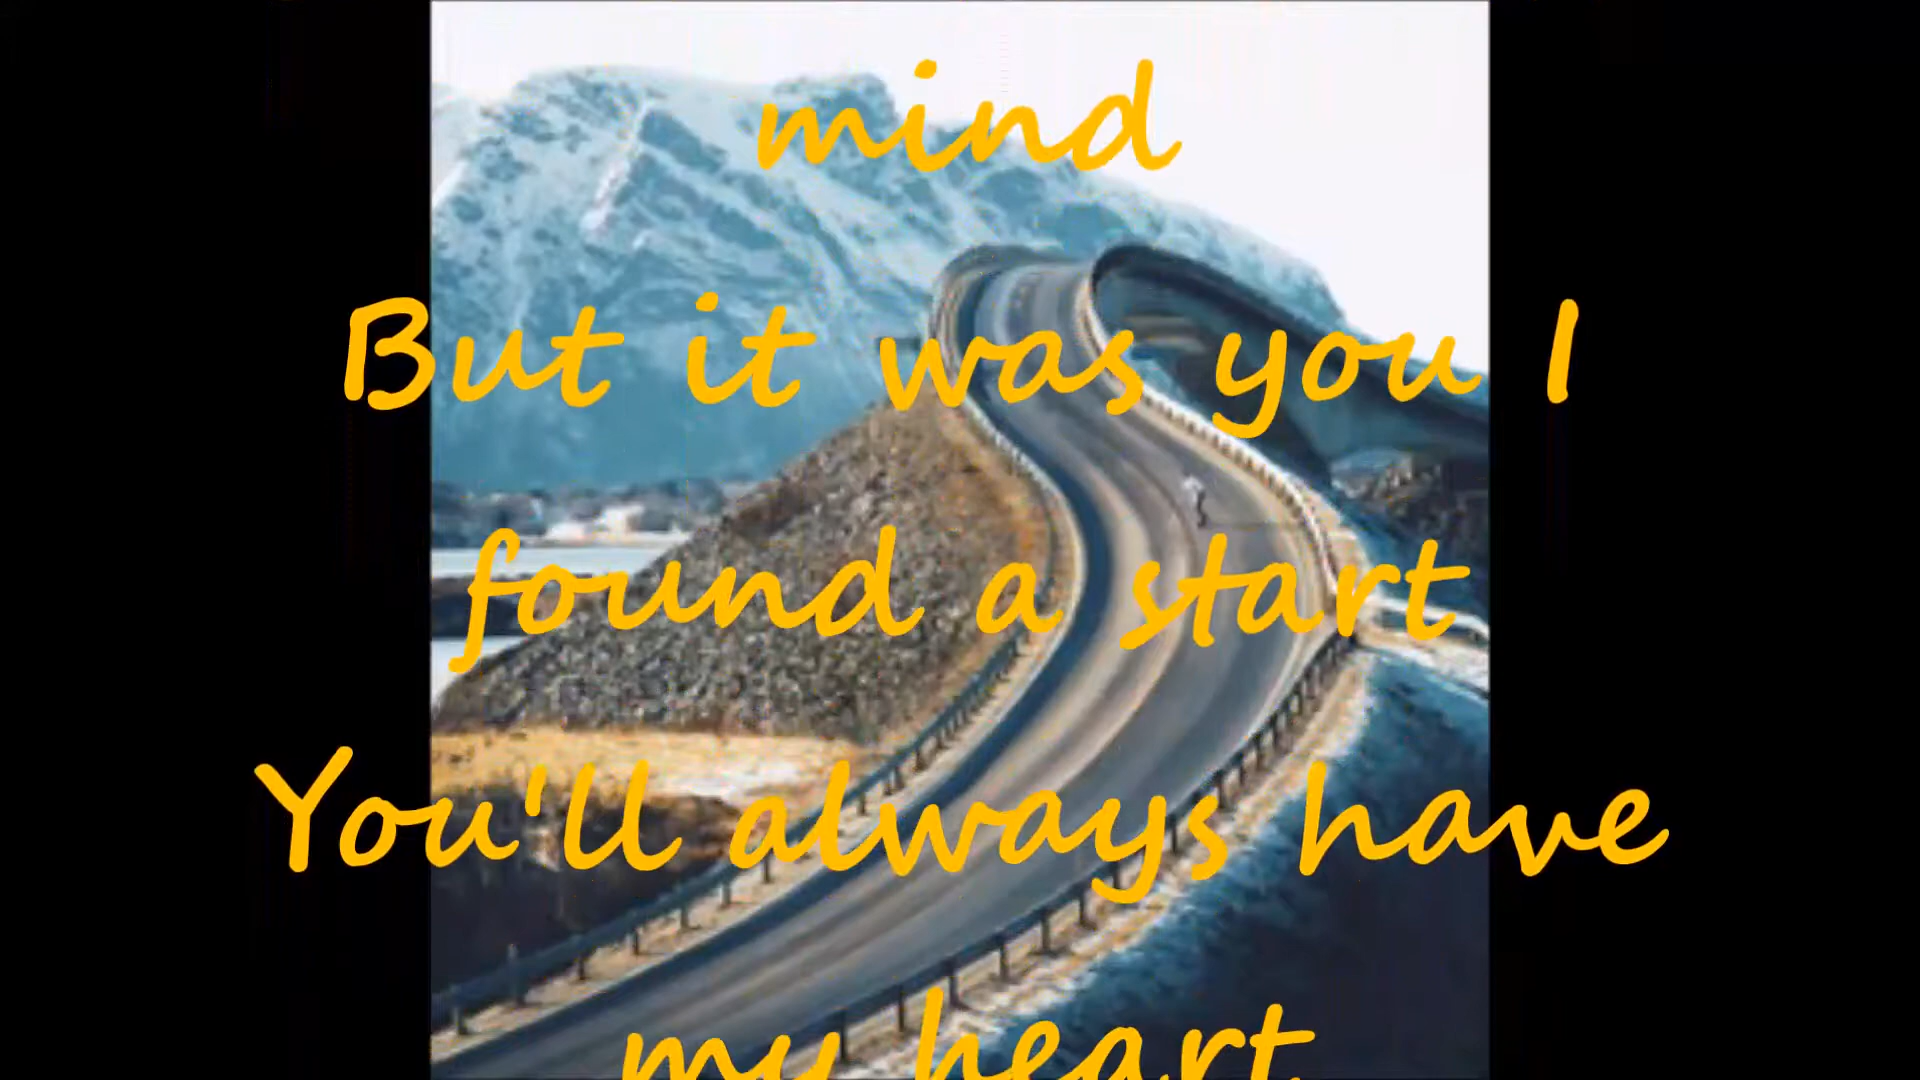 mind
But it was you I
found a start
You'll always have
my heart